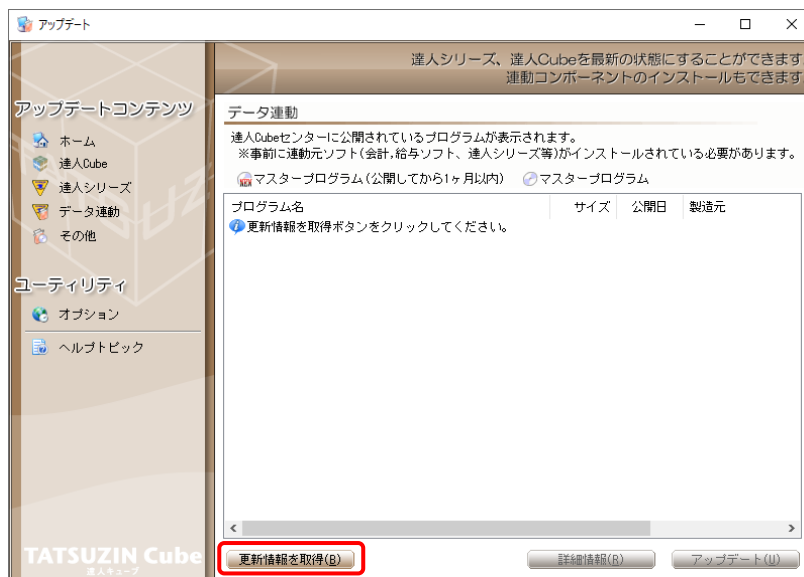 アップデート
達人シリーズ、達人Cubeを最新の状態にすることができます
連動コンポーネントのインストールもできます
アップデートコンテンツ
ホーム
達人Cube
達人シリーズ
データ連動
その他
ユーティリティ
オプション
ヘルプトピック
TATSUZIN Cube
達人キューブ
データ連動
達人Cubeセンターに公開されているプログラムが表示されます。
※事前に連動元ソフト(会計,給与ソフト、達人シリーズ等)がインストールされている必要があります。
マスタープログラム(公開してから1ヶ月以内) マスタープログラム
プログラム名 サイズ 公開日 製造元
更新情報を取得ボタンをクリックしてください。
更新情報を取得(B) 詳細情報(R) アップデート(U)